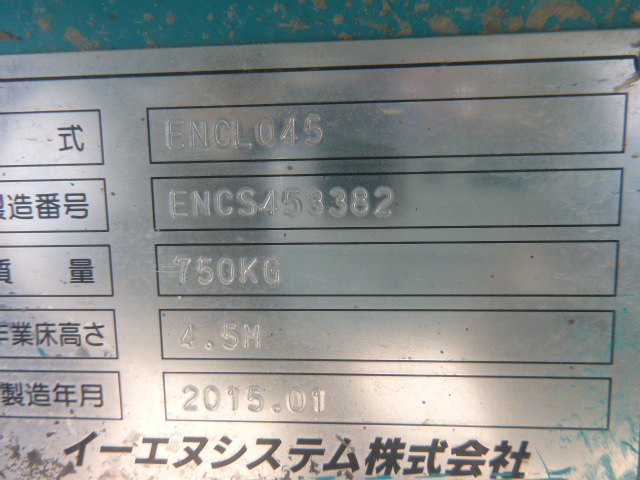 式 ENCL045
製造番号 ENCS453382
質量 750KG
作業床高さ 4.5M
製造年月 2015.01
イーエヌシステム株式会社